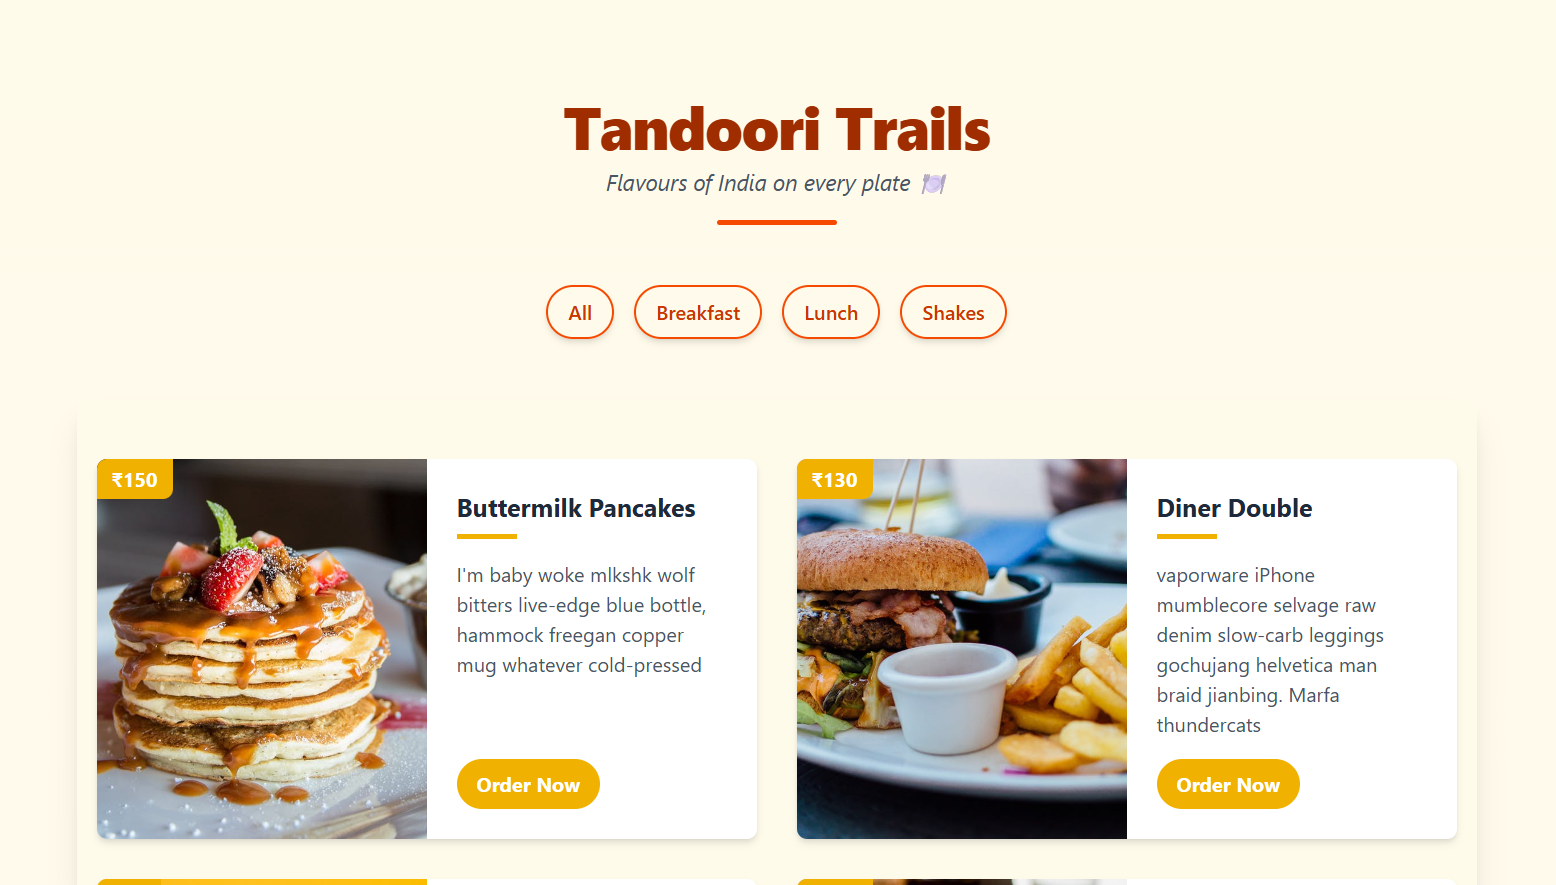 Tandoori Trails
Flavours of India on every plate 🍽️
All
Breakfast
Lunch
Shakes
₹150
Buttermilk Pancakes
I'm baby woke mlkshk wolf
bitters live-edge blue bottle,
hammock freegan copper
mug whatever cold-pressed
Order Now
₹130
Diner Double
vaporware iPhone
mumblecore selvage raw
denim slow-carb leggings
gochujang helvetica man
braid jianbing. Marfa
thundercats
Order Now